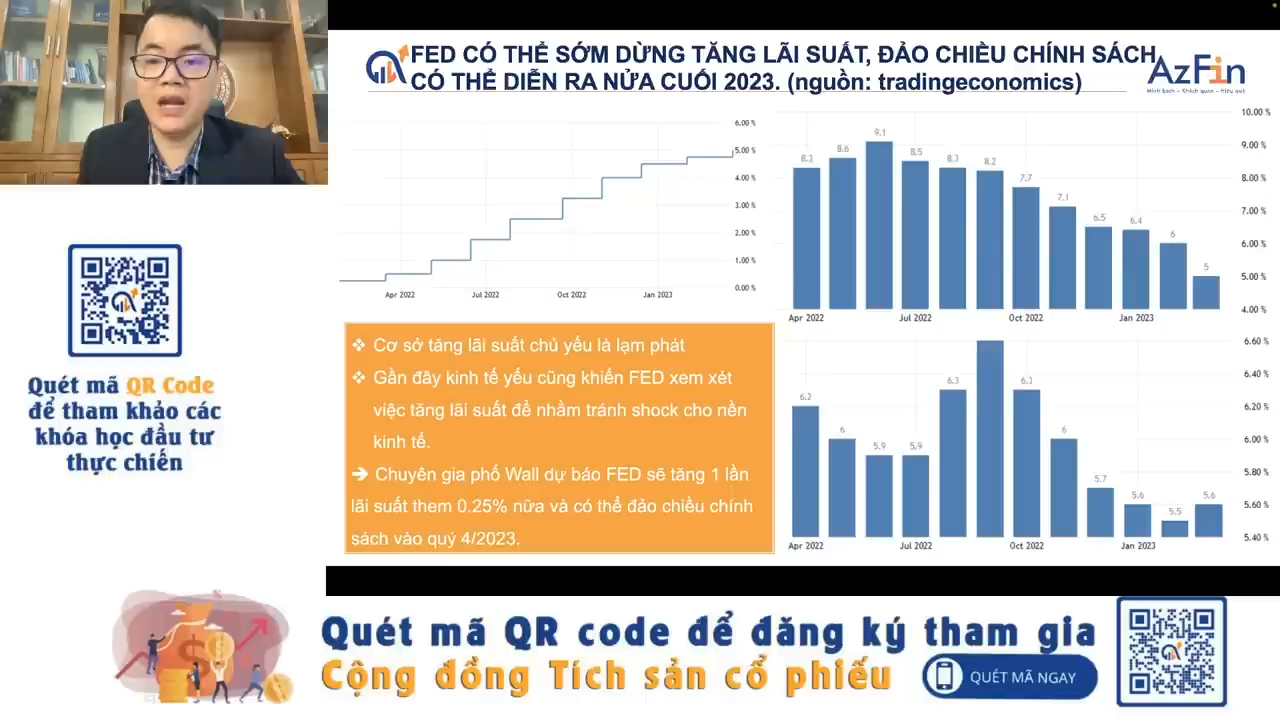 FED CÓ THỂ SỚM DỪNG TĂNG LÃI SUẤT, ĐẢO CHIỀU CHÍNH SÁCH
CÓ THỂ DIỄN RA NỬA CUỐI 2023. (nguồn: tradingeconomics)
AzFin
Minh bạch - Khách quan - Hiệu quả
6.00 %
5.00 %
4.00 %
3.00 %
2.00 %
1.00 %
0.00 %
Apr 2022
Jul 2022
Oct 2022
Jan 2023
10.00 %
9.00 %
8.00 %
7.00 %
6.00 %
5.00 %
4.00 %
8.3
8.6
9.1
8.5
8.3
8.2
7.7
7.1
6.5
6.4
6
5
Apr 2022
Jul 2022
Oct 2022
Jan 2023
Quét mã QR Code
để tham khảo các
khóa học đầu tư
thực chiến
❖ Cơ sở tăng lãi suất chủ yếu là lạm phát
❖ Gần đây kinh tế yếu cũng khiến FED xem xét
việc tăng lãi suất để nhằm tránh shock cho nền
kinh tế.
➔ Chuyên gia phố Wall dự báo FED sẽ tăng 1 lần
lãi suất them 0.25% nữa và có thể đảo chiều chính
sách vào quý 4/2023.
6.60 %
6.40 %
6.20 %
6.00 %
5.80 %
5.60 %
5.40 %
6.2
6
5.9
5.9
6.3
6.3
6
5.7
5.6
5.5
5.6
Apr 2022
Jul 2022
Oct 2022
Jan 2023
Quét mã QR code để đăng ký tham gia
Cộng đồng Tích sản cổ phiếu
QUÉT MÃ NGAY